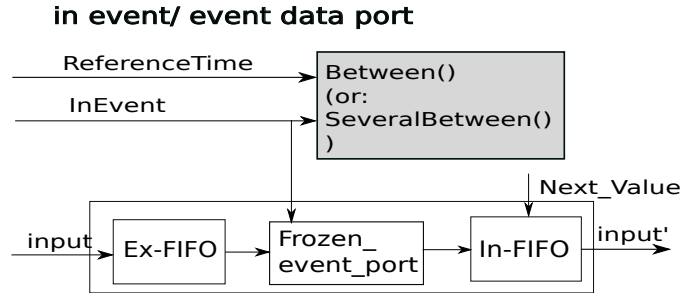 in event/ event data port
ReferenceTime
InEvent
Between()
(or:
SeveralBetween()
)
Next_Value
input
Ex-FIFO
Frozen_
event_port
In-FIFO
input'